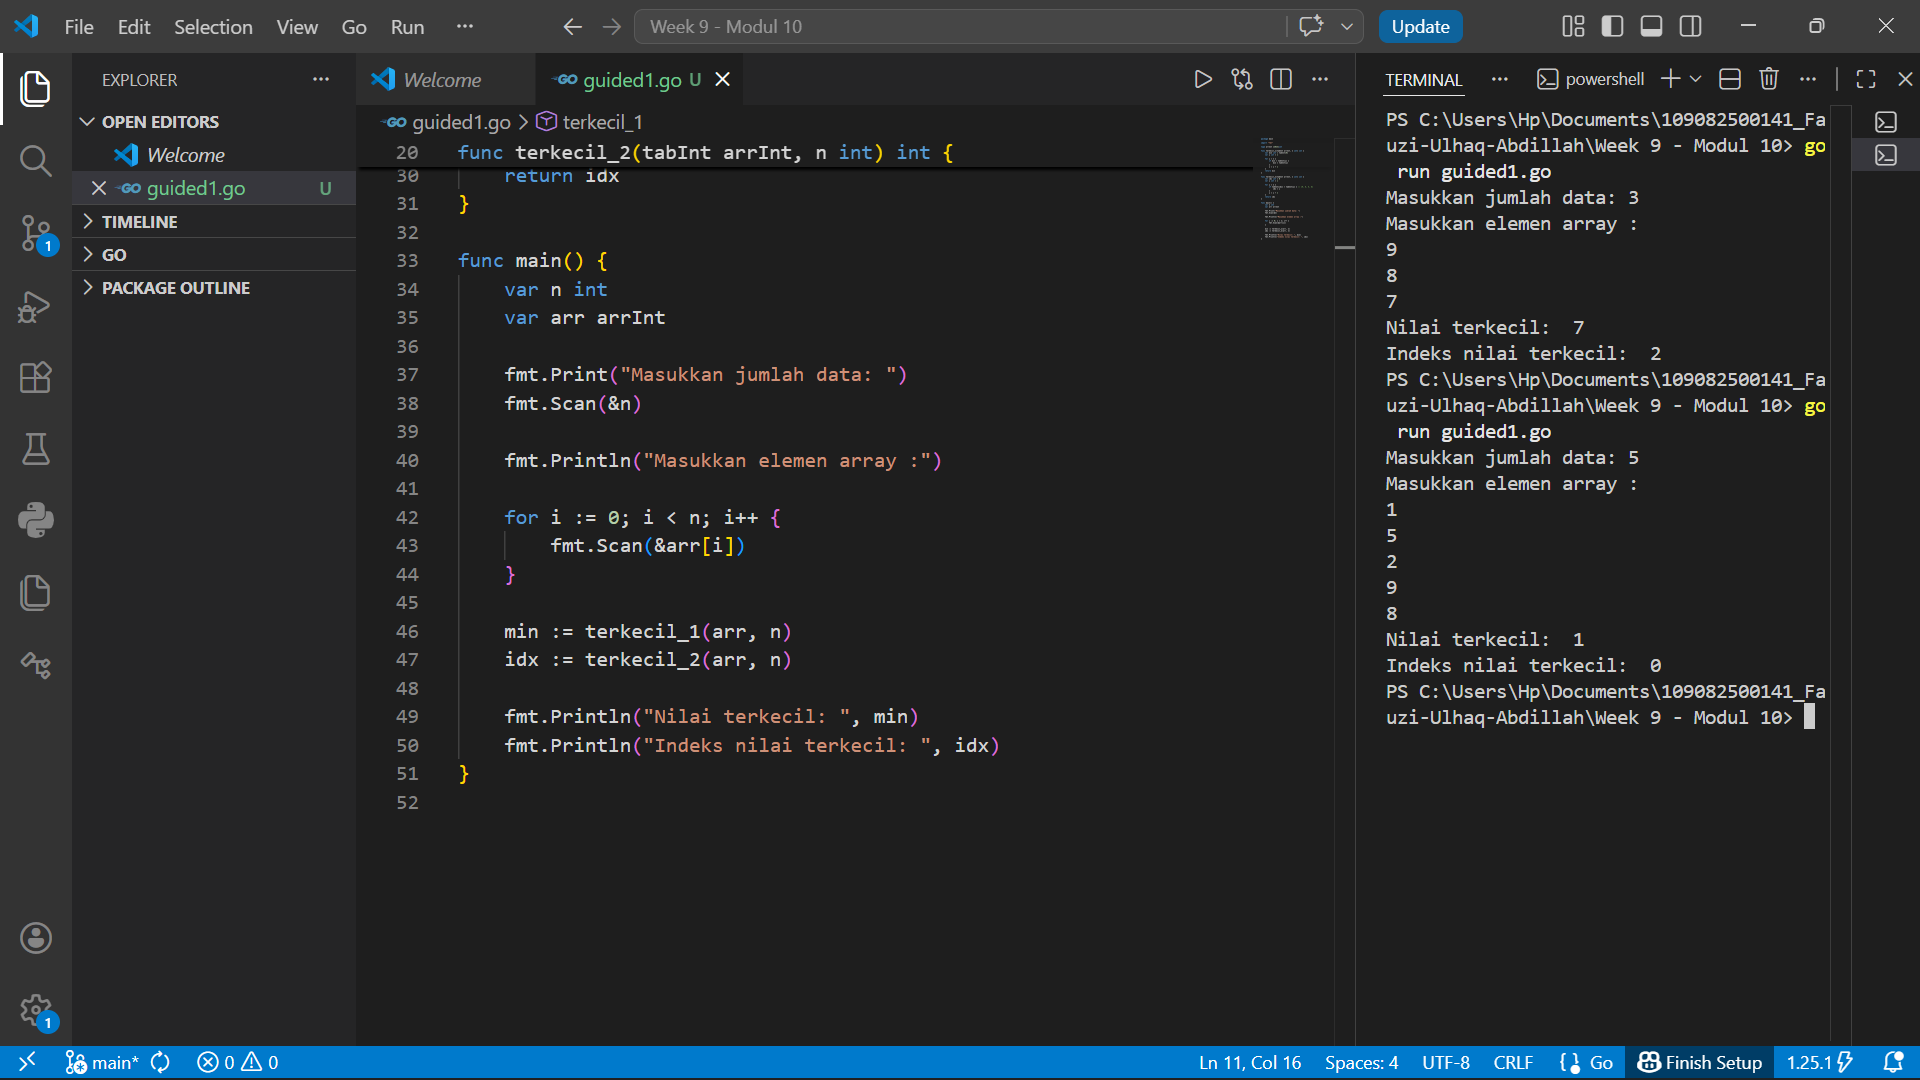 File Edit Selection View Go Run ··· Week 9 - Modul 10 Update
EXPLORER ···
OPEN EDITORS
Welcome
guided1.go U
TIMELINE
GO
PACKAGE OUTLINE
1
1
Welcome guided1.go U
guided1.go > terkecil_1
20 func terkecil_2(tabInt arrInt, n int) int {
30 return idx
31 }
32
33 func main() {
34 var n int
35 var arr arrInt
36
37 fmt.Print("Masukkan jumlah data: ")
38 fmt.Scan(&n)
39
40 fmt.Println("Masukkan elemen array :")
41
42 for i := 0; i < n; i++ {
43 fmt.Scan(&arr[i])
44 }
45
46 min := terkecil_1(arr, n)
47 idx := terkecil_2(arr, n)
48
49 fmt.Println("Nilai terkecil: ", min)
50 fmt.Println("Indeks nilai terkecil: ", idx)
51 }
52
TERMINAL ··· powershell ···
PS C:\Users\Hp\Documents\109082500141_Fa
uzi-Ulhaq-Abdillah\Week 9 - Modul 10> go
run guided1.go
Masukkan jumlah data: 3
Masukkan elemen array :
9
8
7
Nilai terkecil:  7
Indeks nilai terkecil:  2
PS C:\Users\Hp\Documents\109082500141_Fa
uzi-Ulhaq-Abdillah\Week 9 - Modul 10> go
run guided1.go
Masukkan jumlah data: 5
Masukkan elemen array :
1
5
2
9
8
Nilai terkecil:  1
Indeks nilai terkecil:  0
PS C:\Users\Hp\Documents\109082500141_Fa
uzi-Ulhaq-Abdillah\Week 9 - Modul 10>
main* 0 0 Ln 11, Col 16 Spaces: 4 UTF-8 CRLF Go Finish Setup 1.25.1